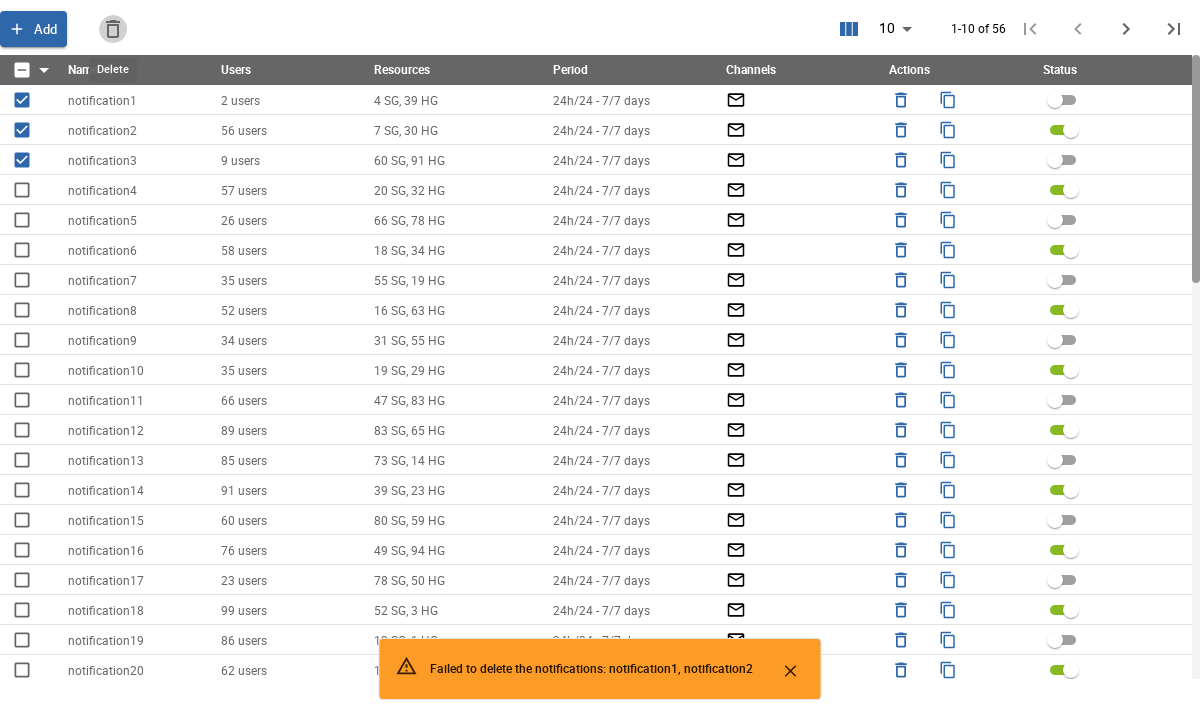 Add 10 1-10 of 56
Delete Users Resources Period Channels Actions Status
notification1 2 users 4 SG, 39 HG 24h/24 - 7/7 days
notification2 56 users 7 SG, 30 HG 24h/24 - 7/7 days
notification3 9 users 60 SG, 91 HG 24h/24 - 7/7 days
notification4 57 users 20 SG, 32 HG 24h/24 - 7/7 days
notification5 26 users 66 SG, 78 HG 24h/24 - 7/7 days
notification6 58 users 18 SG, 34 HG 24h/24 - 7/7 days
notification7 35 users 55 SG, 19 HG 24h/24 - 7/7 days
notification8 52 users 16 SG, 63 HG 24h/24 - 7/7 days
notification9 34 users 31 SG, 55 HG 24h/24 - 7/7 days
notification10 35 users 19 SG, 29 HG 24h/24 - 7/7 days
notification11 66 users 47 SG, 83 HG 24h/24 - 7/7 days
notification12 89 users 83 SG, 65 HG 24h/24 - 7/7 days
notification13 85 users 73 SG, 14 HG 24h/24 - 7/7 days
notification14 91 users 39 SG, 23 HG 24h/24 - 7/7 days
notification15 60 users 80 SG, 59 HG 24h/24 - 7/7 days
notification16 76 users 49 SG, 94 HG 24h/24 - 7/7 days
notification17 23 users 78 SG, 50 HG 24h/24 - 7/7 days
notification18 99 users 52 SG, 3 HG 24h/24 - 7/7 days
notification19 86 users
notification20 62 users
Failed to delete the notifications: notification1, notification2